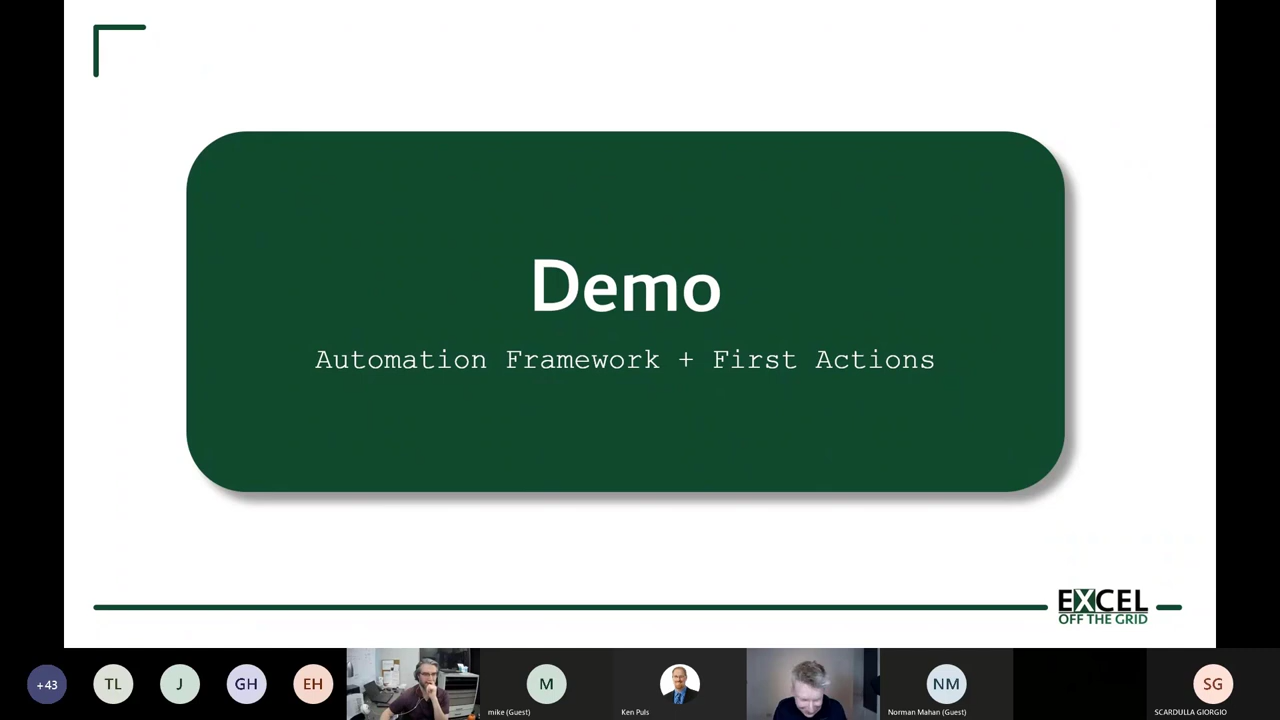 Demo
Automation Framework + First Actions
EXCEL
OFF THE GRID
+43
TL
J
GH
EH
M
mike (Guest)
Ken Puls
NM
Norman Mahan (Guest)
SG
SCARDULLA GIORGIO